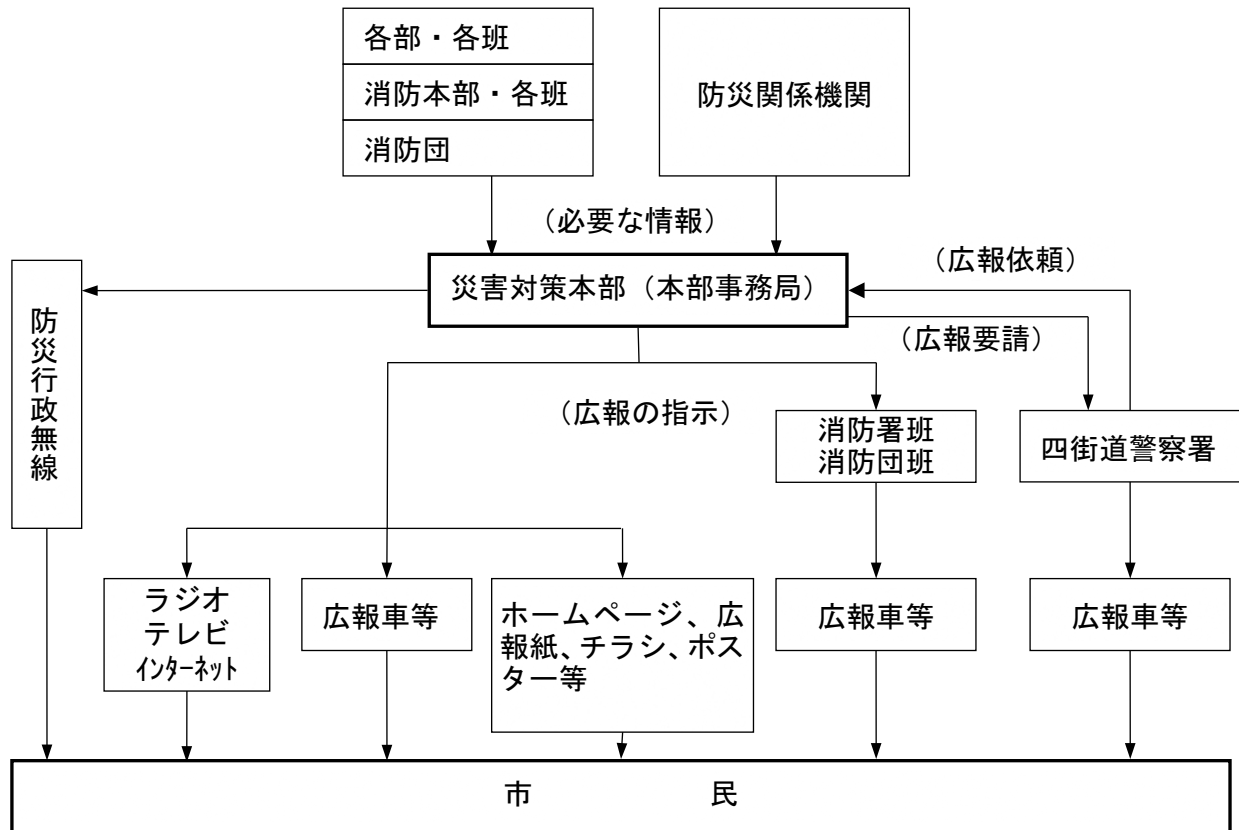 各部・各班
消防本部・各班
消防団
防災関係機関
（必要な情報）
（広報依頼）
災害対策本部（本部事務局）
（広報要請）
防災行政無線
（広報の指示）
消防署班
消防団班
四街道警察署
ラジオ
テレビ
インターネット
広報車等
ホームページ、広
報紙、チラシ、ポス
ター等
広報車等
広報車等
市　民